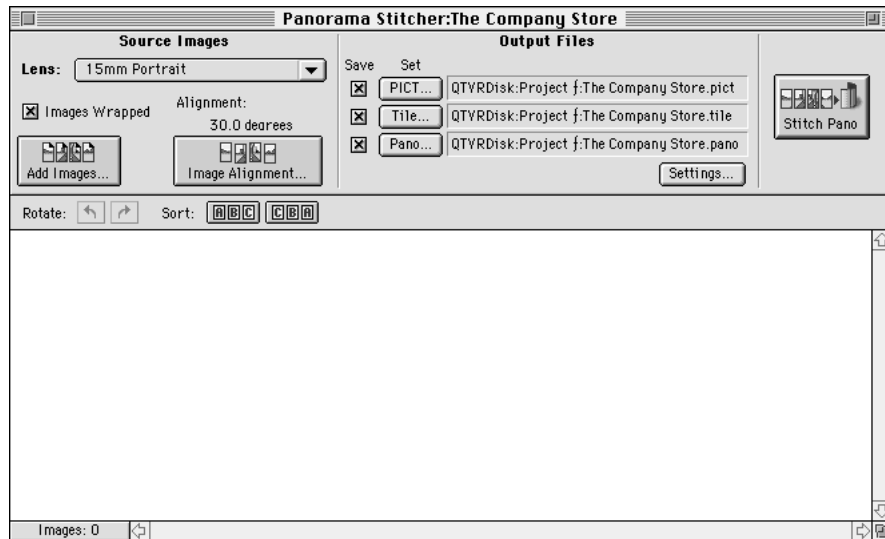 Panorama Stitcher:The Company Store
Source Images
Lens: 15mm Portrait
Images Wrapped
Alignment:
30.0 degrees
Add Images...
Image Alignment...
Output Files
Save Set
PICT... QTVRDisk:Project ƒ:The Company Store.pict
Tile... QTVRDisk:Project ƒ:The Company Store.tile
Pano... QTVRDisk:Project ƒ:The Company Store.pano
Settings...
Stitch Pano
Rotate: Sort: ABC CBA
Images: 0